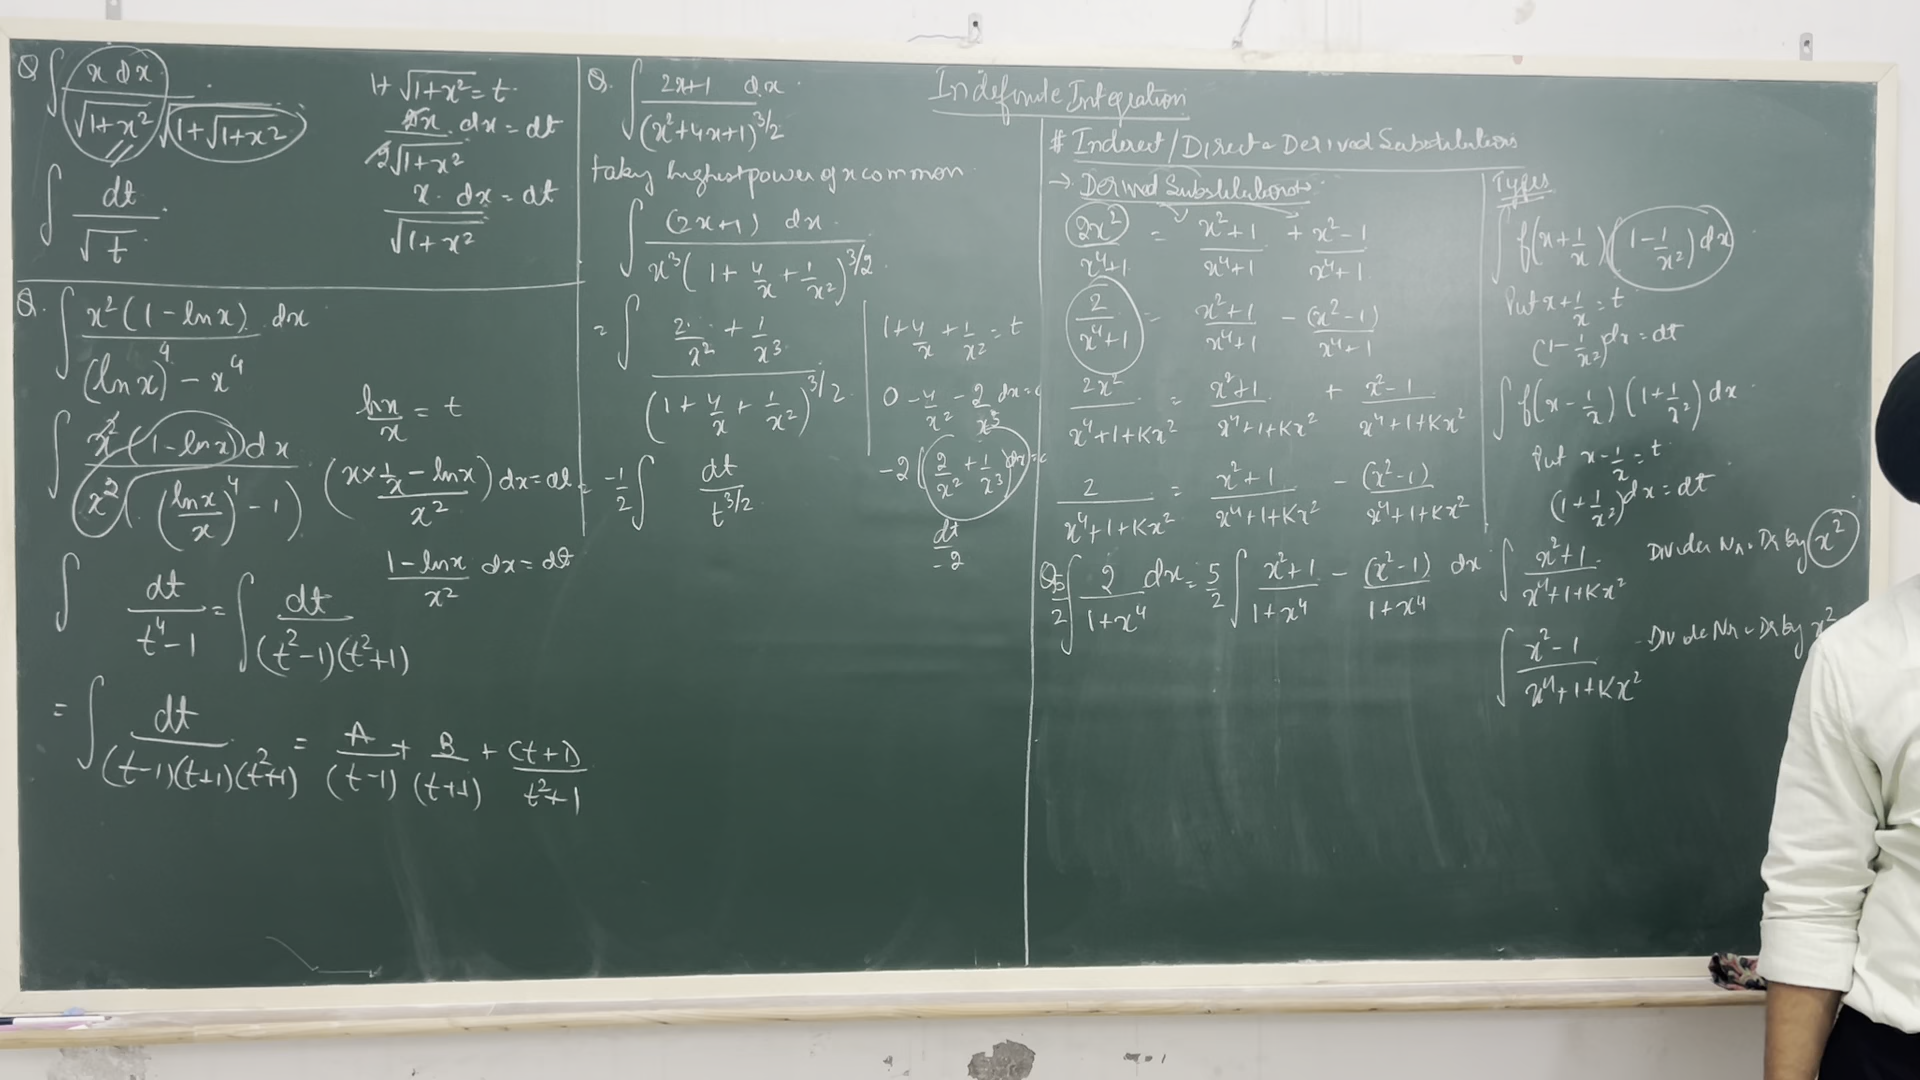 Q ∫ x dx / √(1+x²) √(1+√(1+x²))
1+√(1+x²) = t
2x / 2√(1+x²) dx = dt
x / √(1+x²) dx = dt
∫ dt / √t
Q. ∫ x²(1-lnx) dx / ((lnx)⁴ - x⁴)
lnx / x = t
∫ x²(1-lnx)dx / x²((lnx / x)⁴ - 1)
(x × 1/x - lnx) / x² dx = dt
1-lnx / x² dx = dt
∫ dt / (t⁴-1) = ∫ dt / (t²-1)(t²+1)
= ∫ dt / (t-1)(t+1)(t²+1) = A / (t-1) + B / (t+1) + (t+1) / t²+1
Q. ∫ 2x+1 dx / (x²+4x+1)^3/2
taking highest power of x common
∫ (2x+1) dx / x³(1 + 4/x + 1/x²)^3/2
= ∫ 2/x² + 1/x³ / (1 + 4/x + 1/x²)^3/2
1 + 4/x + 1/x² = t
0 - 4/x² - 2/x³ dx =
-2(2/x² + 1/x³)dx =
dt / -2
= -1/2 ∫ dt / t^3/2
Indefinite Integration
# Indirect / Direct & Derived Substitutions
→ Derived Substitutions
2x² / x⁴+1 = x²+1 / x⁴+1 + x²-1 / x⁴+1
2 / x⁴+1 = x²+1 / x⁴+1 - (x²-1) / x⁴+1
2x² / x⁴+1+Kx² = x²+1 / x⁴+1+Kx² + x²-1 / x⁴+1+Kx²
2 / x⁴+1+Kx² = x²+1 / x⁴+1+Kx² - (x²-1) / x⁴+1+Kx²
Q. 5/2 ∫ 2 / 1+x⁴ dx = 5/2 ∫ x²+1 / 1+x⁴ - (x²-1) / 1+x⁴ dx
Types
∫ f(x + 1/x)(1 - 1/x²)dx
Put x + 1/x = t
(1 - 1/x²)dx = dt
∫ f(x - 1/x)(1 + 1/x²)dx
Put x - 1/x = t
(1 + 1/x²)dx = dt
∫ x²+1 / x⁴+1+Kx² Divide Nr & Dr by x²
∫ x²-1 / x⁴+1+Kx² - Divide Nr & Dr by x²